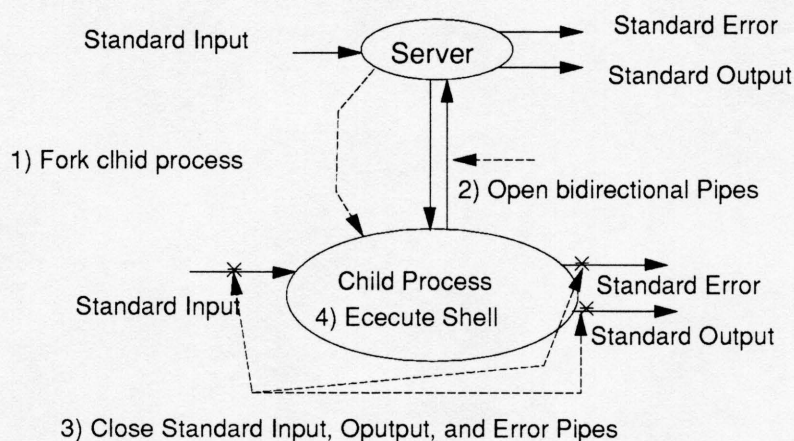 Standard Input
Server
Standard Error
Standard Output
1) Fork clhid process
2) Open bidirectional Pipes
Child Process
Standard Input
4) Ececute Shell
Standard Error
Standard Output
3) Close Standard Input, Oputput, and Error Pipes